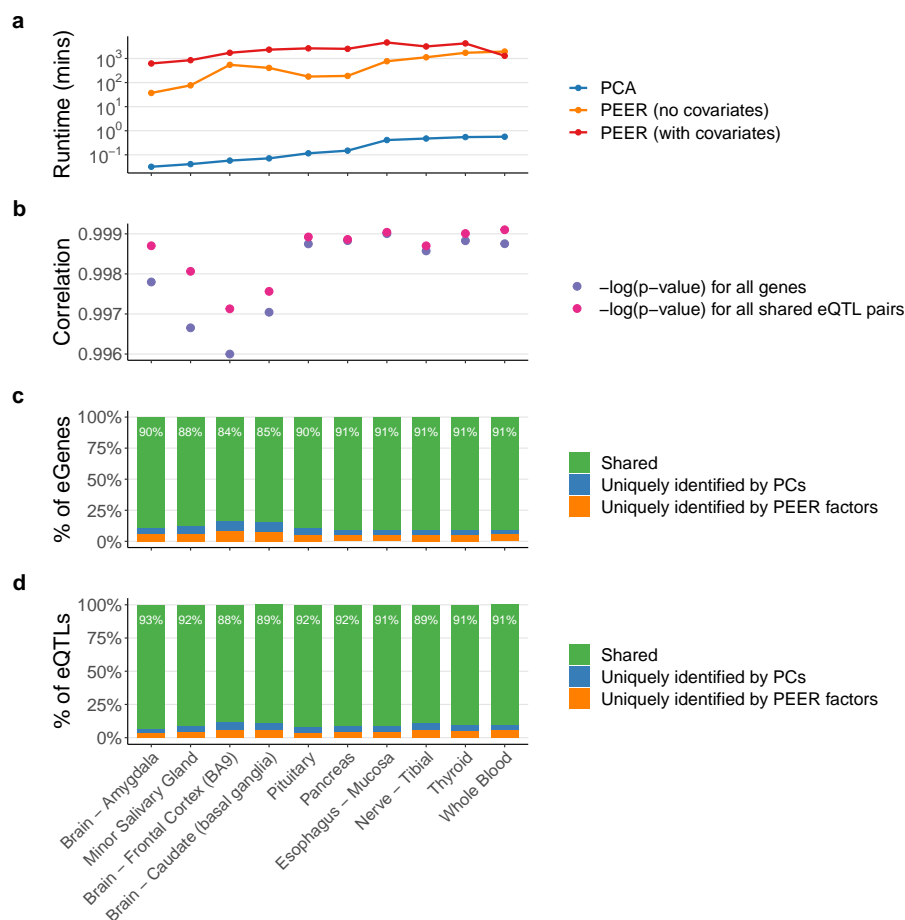 a
Runtime (mins)
10^3
10^2
10^1
10^0
10^−1
PCA
PEER (no covariates)
PEER (with covariates)
b
Correlation
0.999
0.998
0.997
0.996
−log(p−value) for all genes
−log(p−value) for all shared eQTL pairs
c
% of eGenes
100%
75%
50%
25%
0%
90% 88% 84% 85% 90% 91% 91% 91% 91% 91%
Shared
Uniquely identified by PCs
Uniquely identified by PEER factors
d
% of eQTLs
100%
75%
50%
25%
0%
93% 92% 88% 89% 92% 92% 91% 89% 91% 91%
Shared
Uniquely identified by PCs
Uniquely identified by PEER factors
Brain − Amygdala
Minor Salivary Gland
Brain − Frontal Cortex (BA9)
Brain − Caudate (basal ganglia)
Pituitary
Pancreas
Esophagus − Mucosa
Nerve − Tibial
Thyroid
Whole Blood